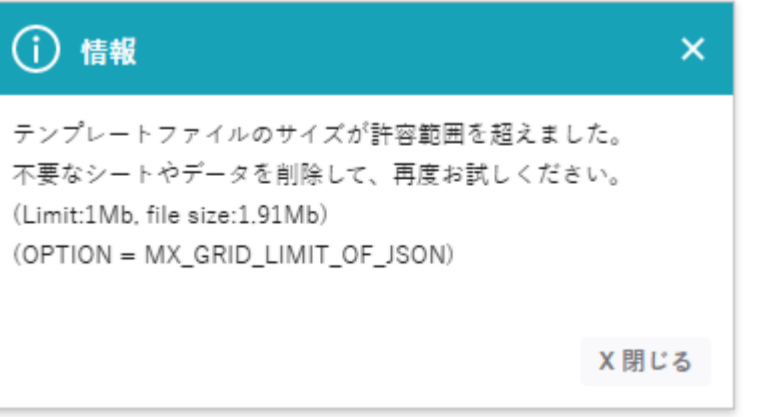 情報
テンプレートファイルのサイズが許容範囲を超えました。
不要なシートやデータを削除して、再度お試しください。
(Limit:1Mb, file size:1.91Mb)
(OPTION = MX_GRID_LIMIT_OF_JSON)
X 閉じる